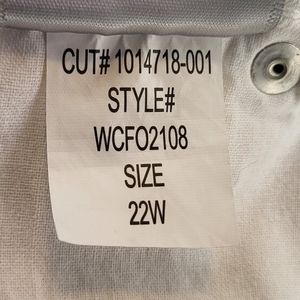 CUT# 1014718-001
STYLE#
WCFO2108
SIZE
22W